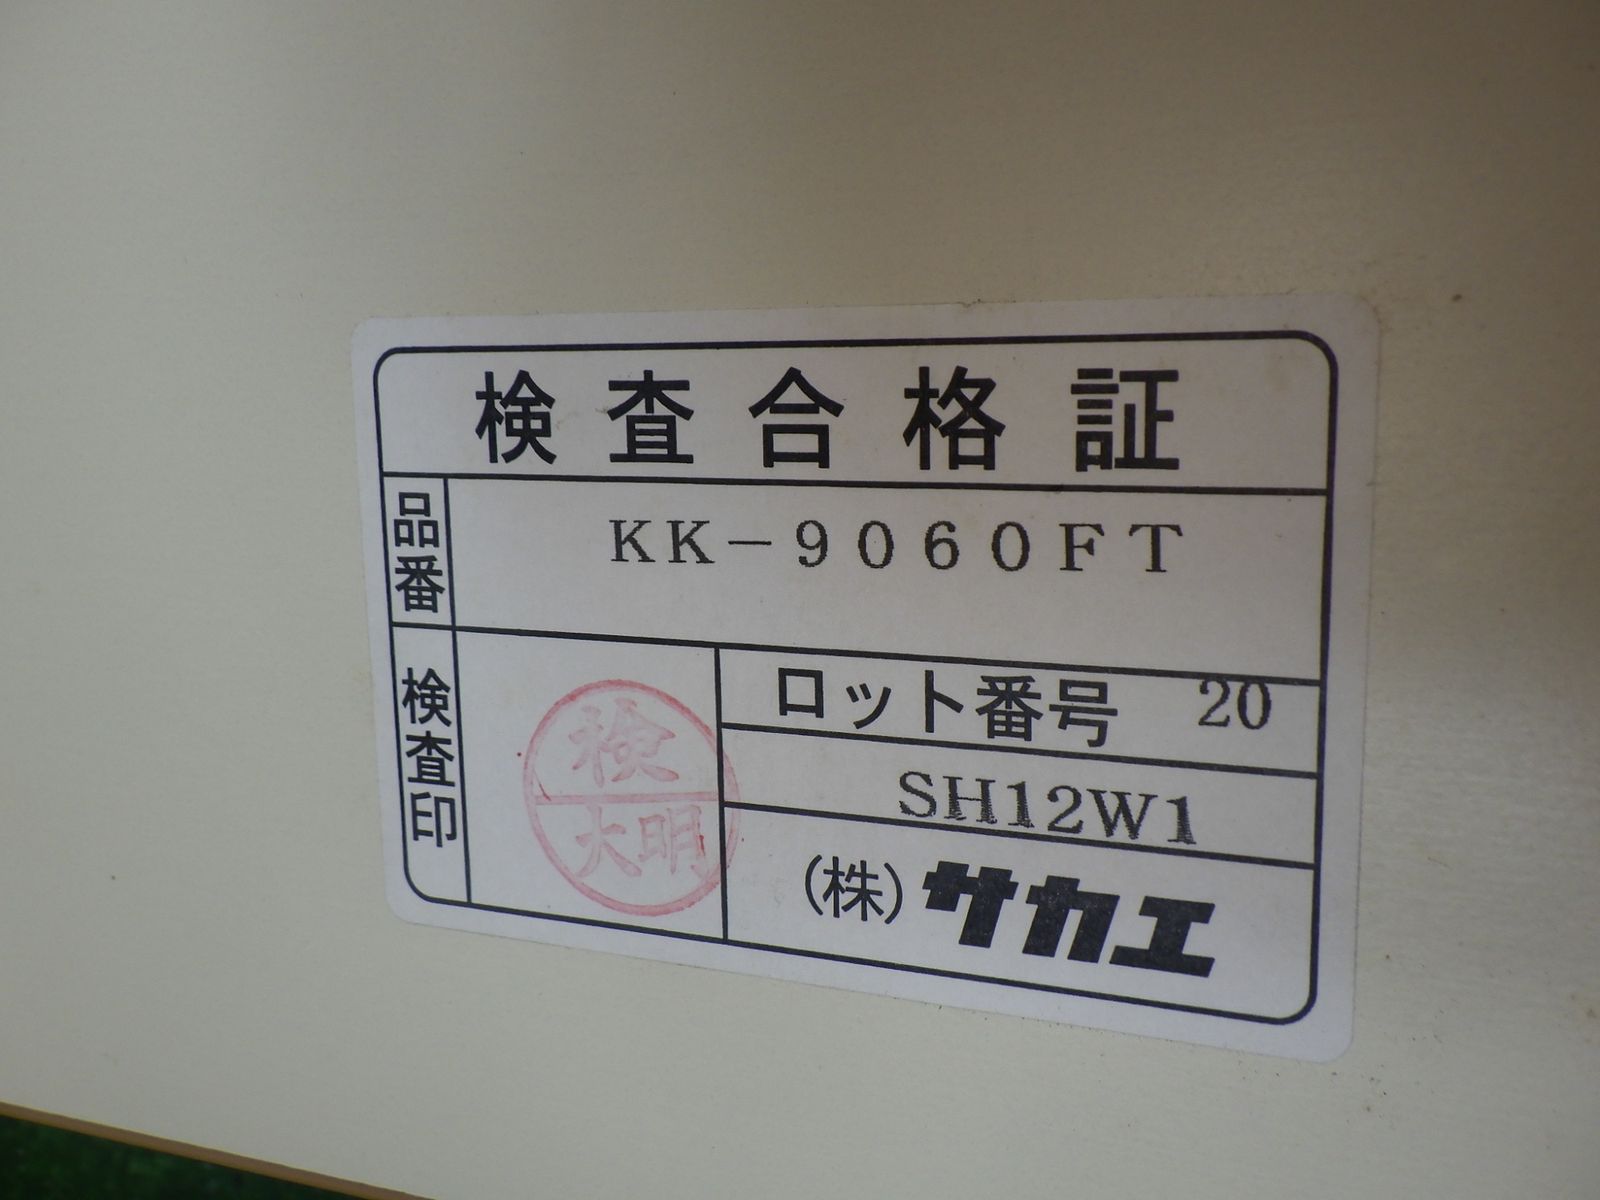 検査合格証
品番 KK-9060FT
検査印
検
大明
ロット番号 20
SH12W1
(株)サカエ